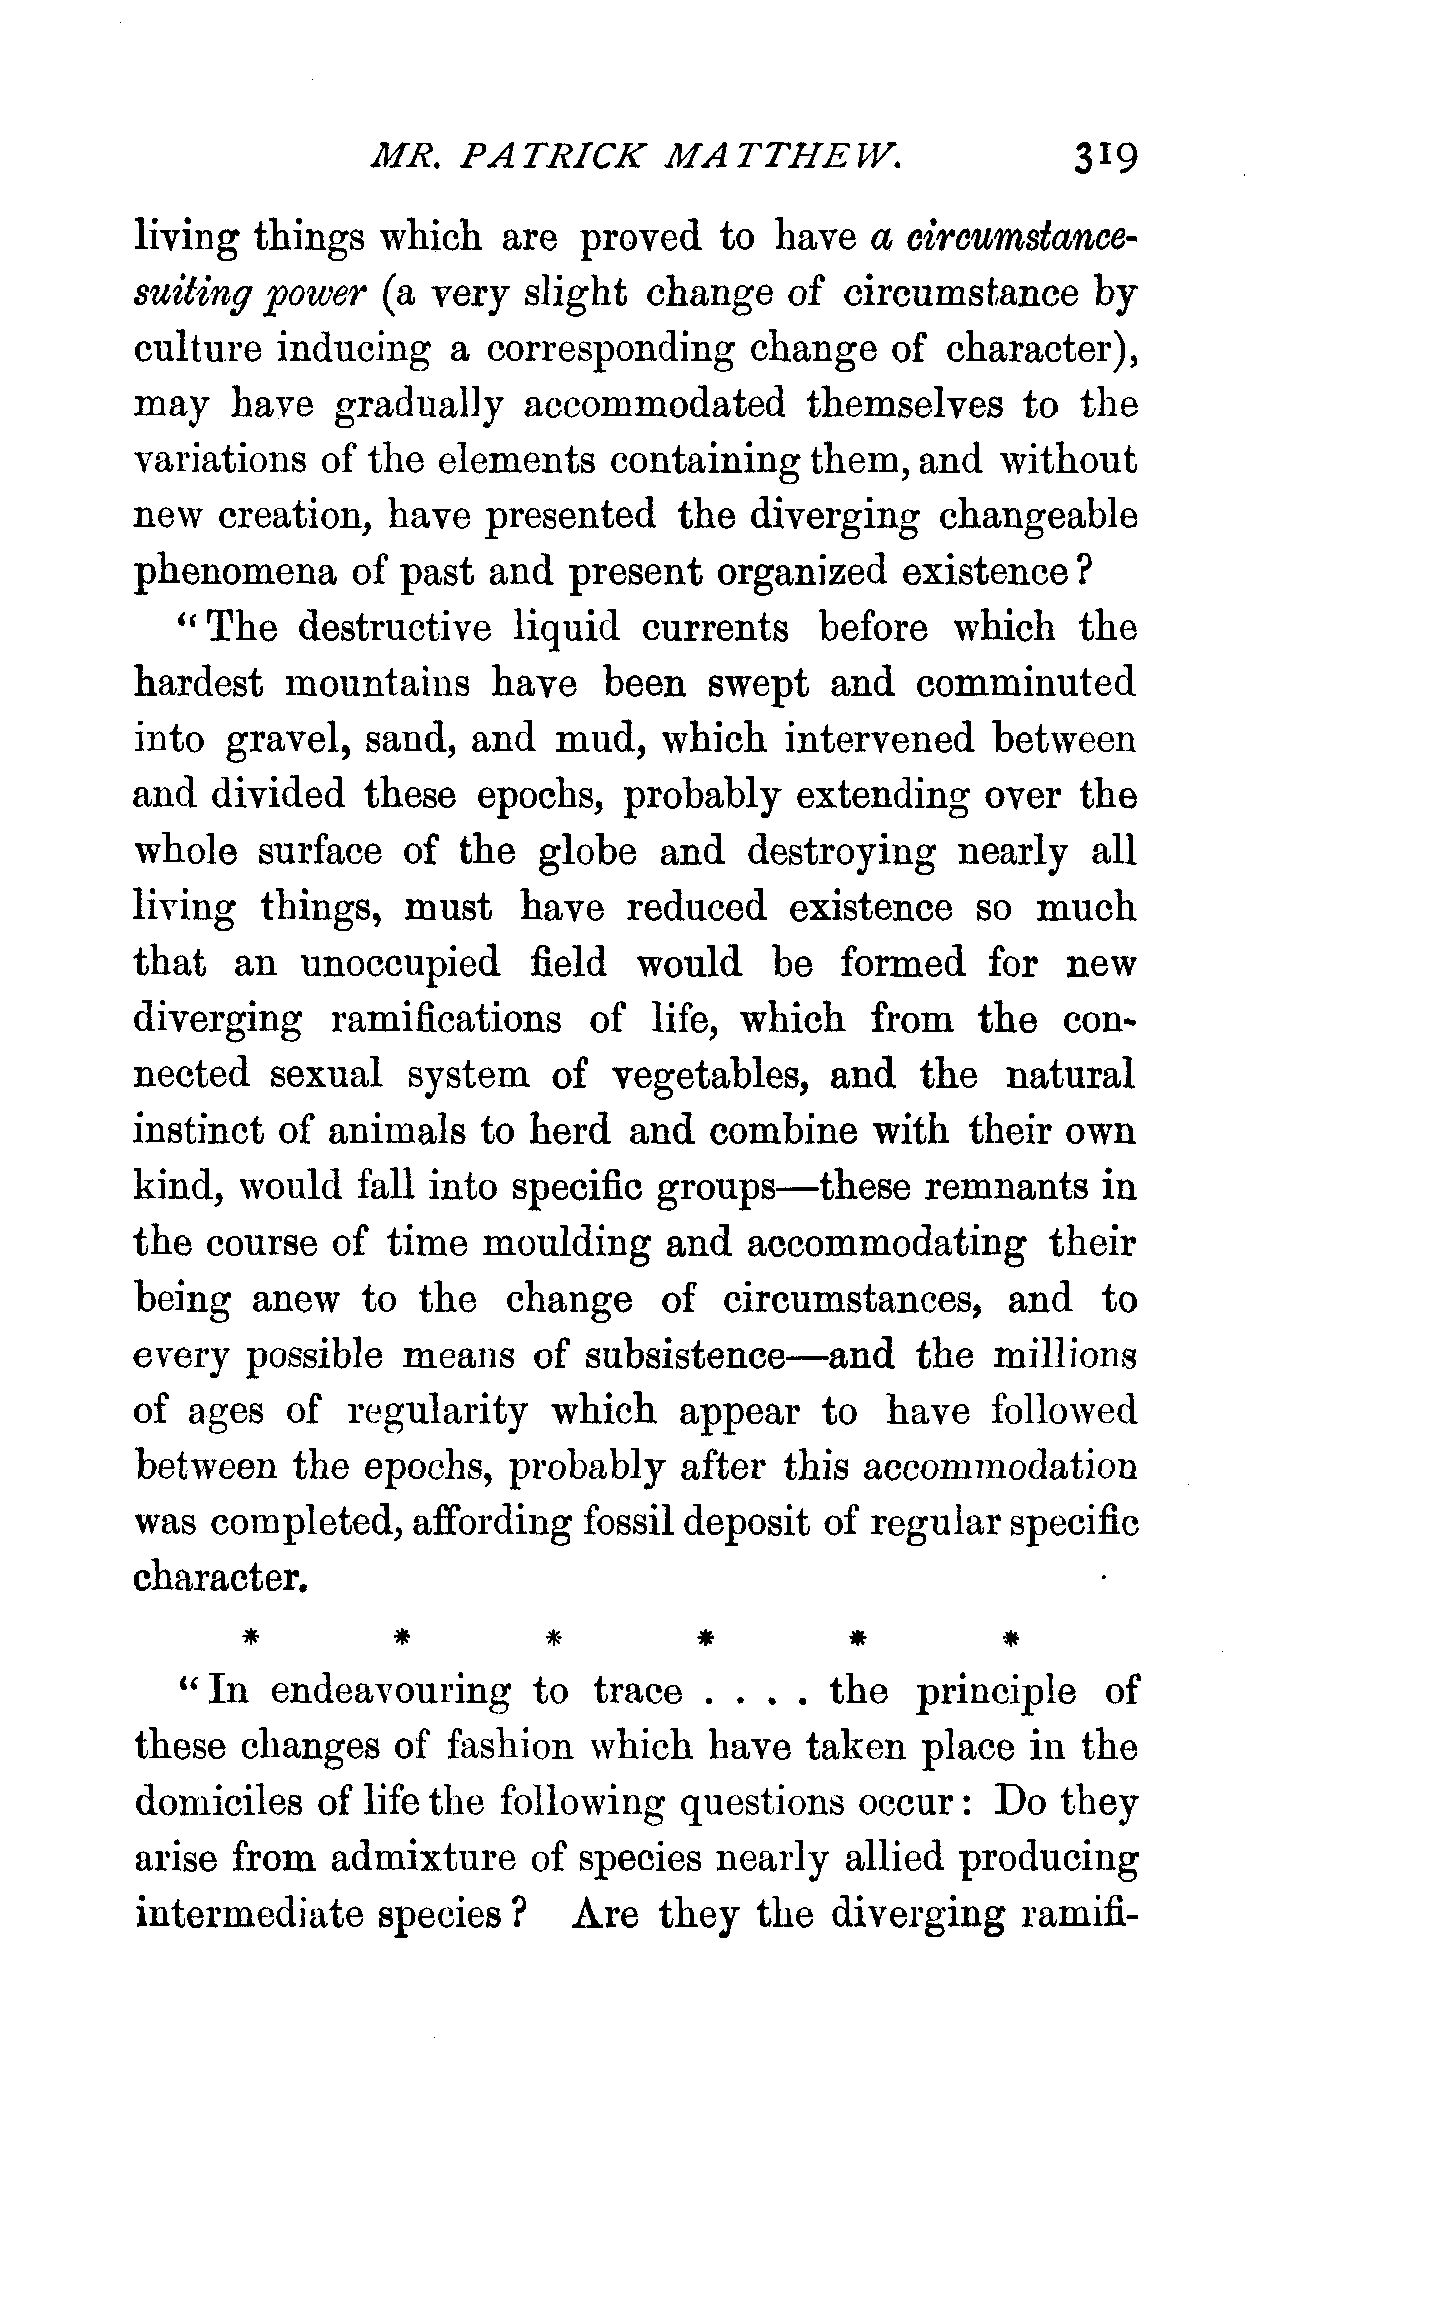 MR. PATRICK MATTHEW. 319
living things which are proved to have a circumstance-
suiting power (a very slight change of circumstance by
culture inducing a corresponding change of character),
may have gradually accommodated themselves to the
variations of the elements containing them, and without
new creation, have presented the diverging changeable
phenomena of past and present organized existence?
“The destructive liquid currents before which the
hardest mountains have been swept and comminuted
into gravel, sand, and mud, which intervened between
and divided these epochs, probably extending over the
whole surface of the globe and destroying nearly all
living things, must have reduced existence so much
that an unoccupied field would be formed for new
diverging ramifications of life, which from the con-
nected sexual system of vegetables, and the natural
instinct of animals to herd and combine with their own
kind, would fall into specific groups—these remnants in
the course of time moulding and accommodating their
being anew to the change of circumstances, and to
every possible means of subsistence—and the millions
of ages of regularity which appear to have followed
between the epochs, probably after this accommodation
was completed, affording fossil deposit of regular specific
character.
* * * * * *
“In endeavouring to trace . . . . the principle of
these changes of fashion which have taken place in the
domiciles of life the following questions occur: Do they
arise from admixture of species nearly allied producing
intermediate species? Are they the diverging ramifi-